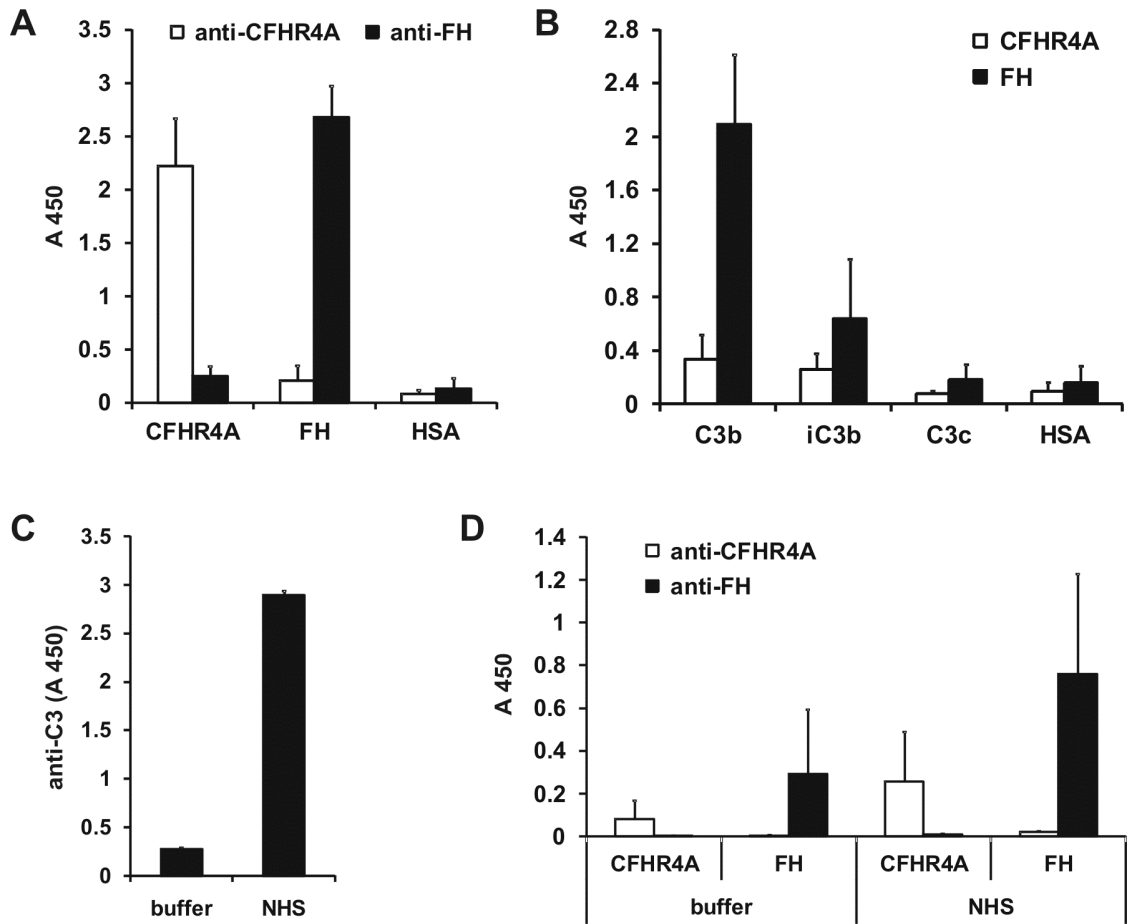 A
anti-CFHR4A anti-FH
A 450
3.5
3
2.5
2
1.5
1
0.5
0
CFHR4A FH HSA
B
CFHR4A
FH
A 450
2.8
2.4
2
1.6
1.2
0.8
0.4
0
C3b iC3b C3c HSA
C
anti-C3 (A 450)
3.5
3
2.5
2
1.5
1
0.5
0
buffer NHS
D
anti-CFHR4A
anti-FH
A 450
1.4
1.2
1
0.8
0.6
0.4
0.2
0
CFHR4A FH CFHR4A FH
buffer NHS